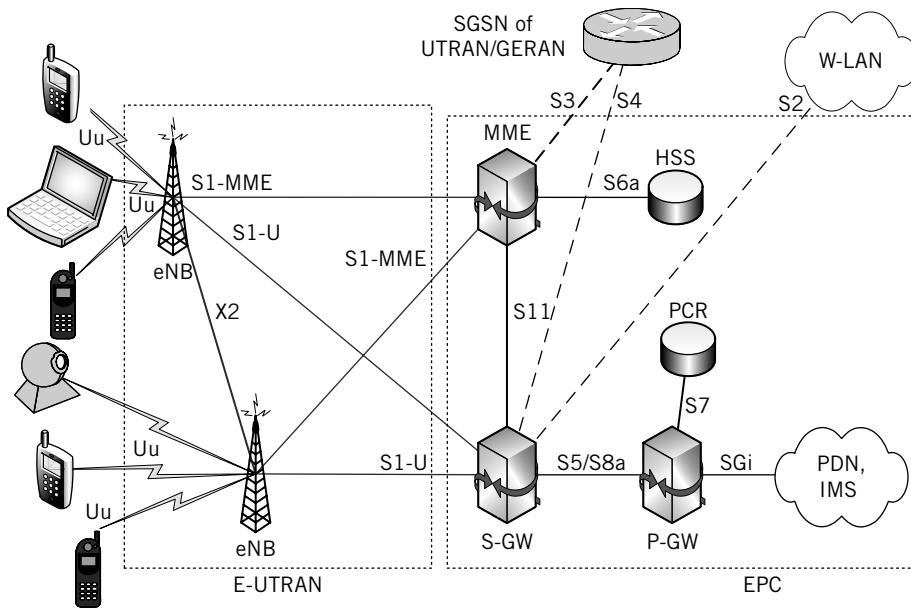 SGSN of
UTRAN/GERAN
W-LAN
S3
S4
S2
MME
HSS
Uu
S1-MME
S6a
Uu
S1-U
S1-MME
eNB
X2
S11
PCR
S7
Uu
S1-U
S5/S8a
SGi
PDN,
IMS
Uu
eNB
S-GW
P-GW
E-UTRAN
EPC